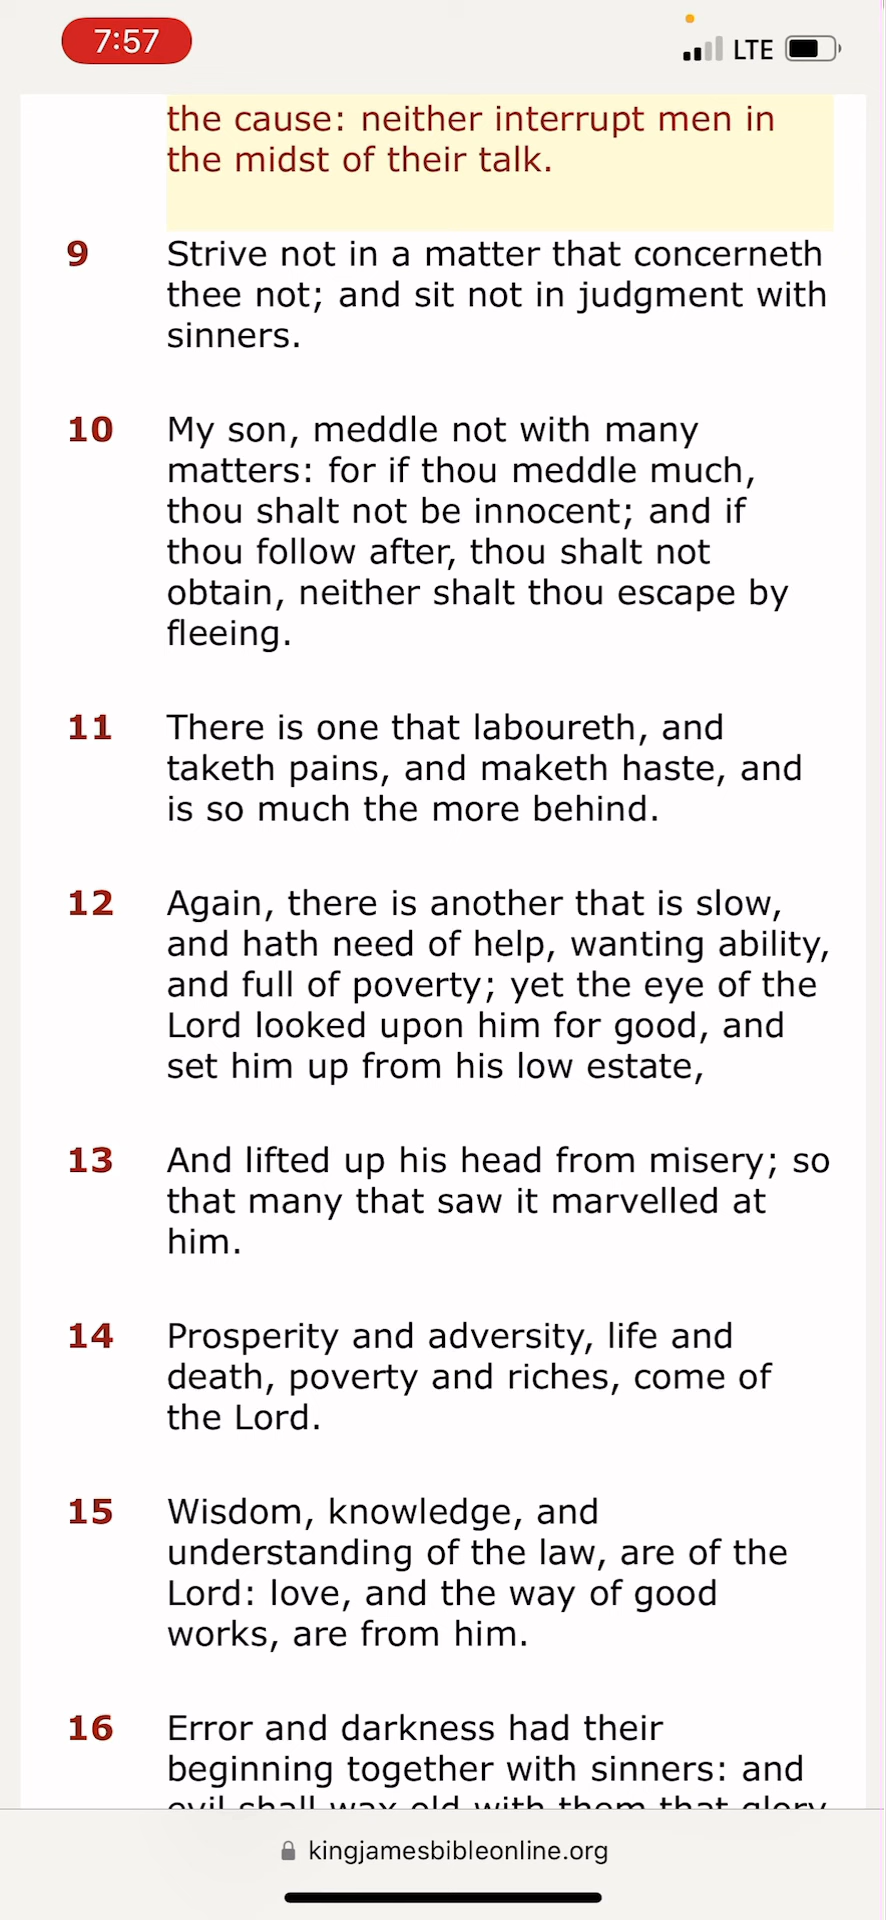 7:57
LTE
the cause: neither interrupt men in
the midst of their talk.
9 Strive not in a matter that concerneth
thee not; and sit not in judgment with
sinners.
10 My son, meddle not with many
matters: for if thou meddle much,
thou shalt not be innocent; and if
thou follow after, thou shalt not
obtain, neither shalt thou escape by
fleeing.
11 There is one that laboureth, and
taketh pains, and maketh haste, and
is so much the more behind.
12 Again, there is another that is slow,
and hath need of help, wanting ability,
and full of poverty; yet the eye of the
Lord looked upon him for good, and
set him up from his low estate,
13 And lifted up his head from misery; so
that many that saw it marvelled at
him.
14 Prosperity and adversity, life and
death, poverty and riches, come of
the Lord.
15 Wisdom, knowledge, and
understanding of the law, are of the
Lord: love, and the way of good
works, are from him.
16 Error and darkness had their
beginning together with sinners: and
evil shall wax old with them that glory
kingjamesbibleonline.org